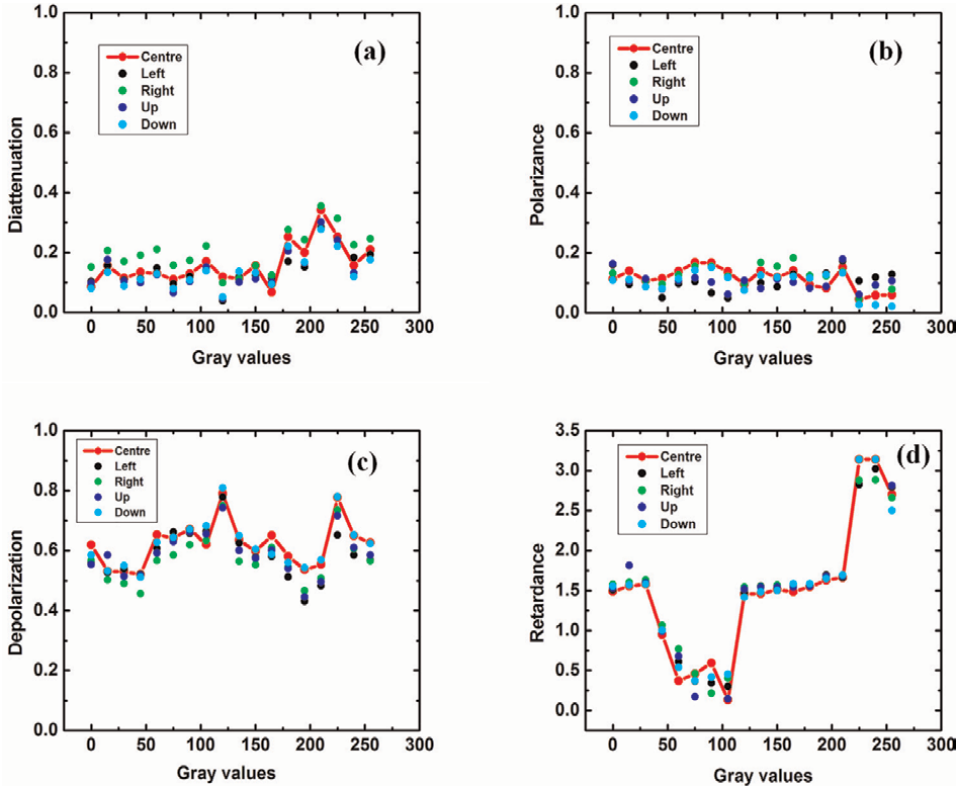 1.0
0.8
0.6
0.4
0.2
0.0
Diattenuation
(a)
Centre
Left
Right
Up
Down
0 50 100 150 200 250 300
Gray values
1.0
0.8
0.6
0.4
0.2
0.0
Polarizance
(b)
Centre
Left
Right
Up
Down
0 50 100 150 200 250 300
Gray values
1.0
0.8
0.6
0.4
0.2
0.0
Depolarization
(c)
Centre
Left
Right
Up
Down
0 50 100 150 200 250 300
Gray values
3.5
3.0
2.5
2.0
1.5
1.0
0.5
0.0
Retardance
(d)
Centre
Left
Right
Up
Down
0 50 100 150 200 250 300
Gray values